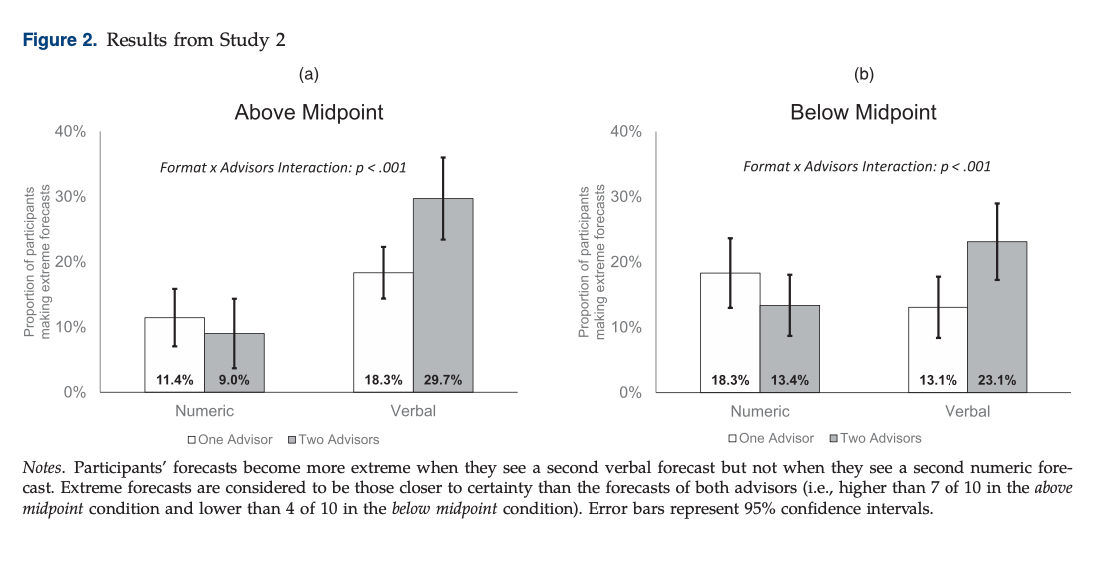 Figure 2. Results from Study 2
(a)
Above Midpoint
40%
30%
20%
10%
0%
Proportion of participants
making extreme forecasts
Format x Advisors Interaction: p < .001
11.4%
9.0%
18.3%
29.7%
Numeric
Verbal
One Advisor
Two Advisors
(b)
Below Midpoint
40%
30%
20%
10%
0%
Proportion of participants
making extreme forecasts
Format x Advisors Interaction: p < .001
18.3%
13.4%
13.1%
23.1%
Numeric
Verbal
One Advisor
Two Advisors
Notes. Participants’ forecasts become more extreme when they see a second verbal forecast but not when they see a second numeric fore-
cast. Extreme forecasts are considered to be those closer to certainty than the forecasts of both advisors (i.e., higher than 7 of 10 in the above
midpoint condition and lower than 4 of 10 in the below midpoint condition). Error bars represent 95% confidence intervals.